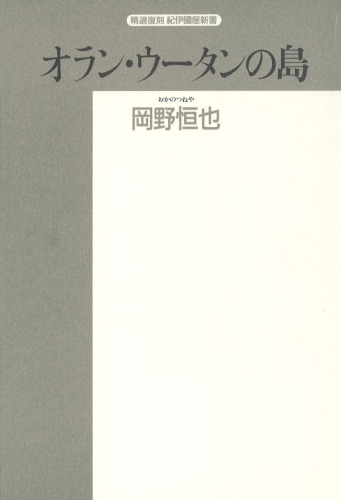 精選復刻 紀伊國屋新書
オラン・ウータンの島
おかのつねや
岡野恒也